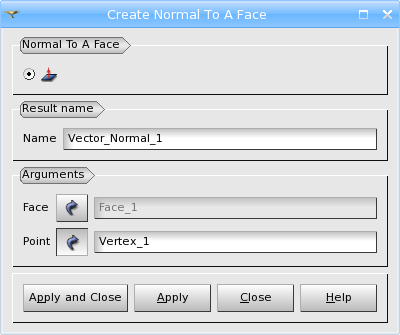 Create Normal To A Face
Normal To A Face
Result name
Name Vector_Normal_1
Arguments
Face Face_1
Point Vertex_1
Apply and Close Apply Close Help